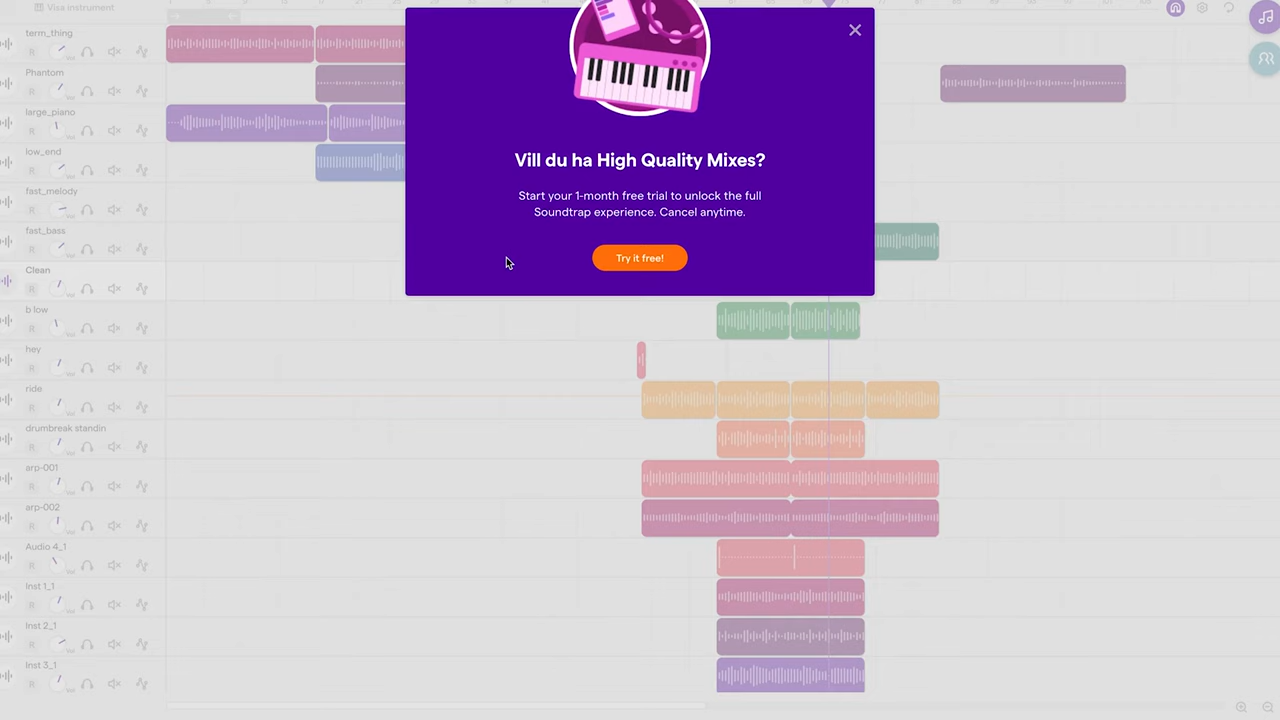 Visa instrument
term_thing
Phantom
R
large_piano
R
low_end
R
fast_melody
R
fast_bass
R
Clean
R
b low
R
hey
R
ride
R
drumbreak standin
R
arp-001
R
arp-002
R
Audio 4_1
R
Inst 1_1
R
Inst 2_1
R
Inst 3_1
R
Vill du ha High Quality Mixes?
Start your 1-month free trial to unlock the full
Soundtrap experience. Cancel anytime.
Try it free!